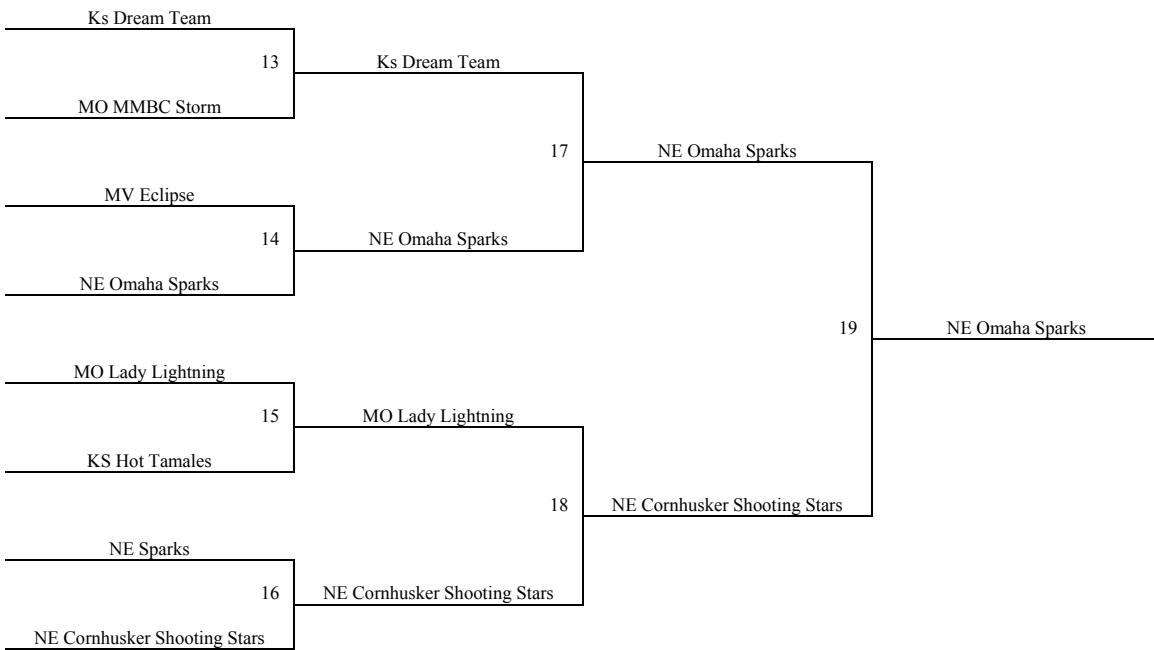 Ks Dream Team
13
Ks Dream Team
MO MMBC Storm
17
NE Omaha Sparks
MV Eclipse
14
NE Omaha Sparks
NE Omaha Sparks
19
NE Omaha Sparks
MO Lady Lightning
15
MO Lady Lightning
KS Hot Tamales
18
NE Cornhusker Shooting Stars
NE Sparks
16
NE Cornhusker Shooting Stars
NE Cornhusker Shooting Stars